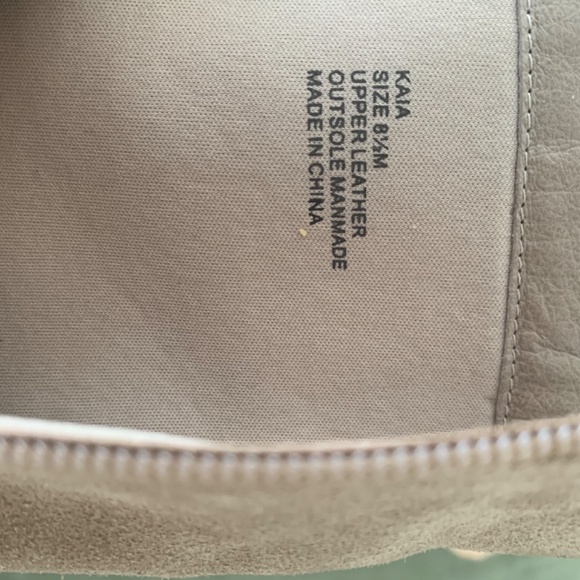 KAIA
SIZE 8½M
UPPER LEATHER
OUTSOLE MANMADE
MADE IN CHINA